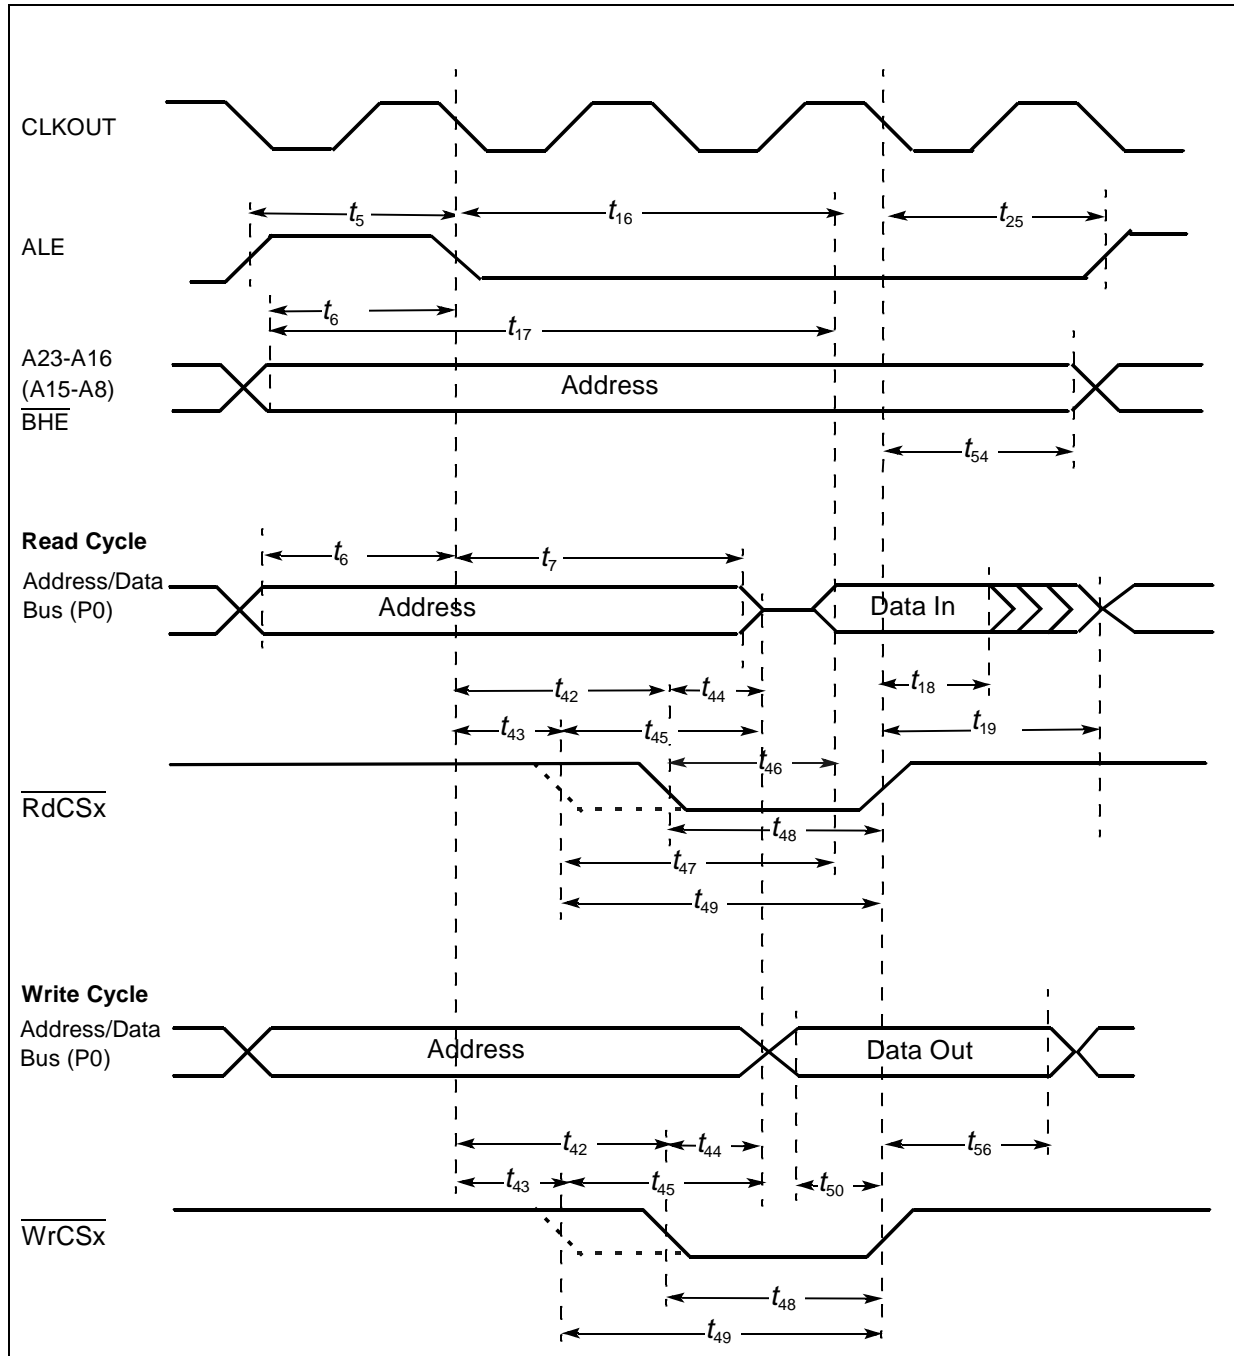 CLKOUT
t5 t16 t25
ALE
t6
t17
A23-A16
(A15-A8)
BHE
Address
t54
Read Cycle
t6 t7
Address/Data
Bus (P0)
Address Data In
t42 t44 t18
t43 t45 t19
t46
RdCSx
t48
t47
t49
Write Cycle
Address/Data
Bus (P0)
Address Data Out
t42 t44 t56
t43 t45 t50
WrCSx
t48
t49